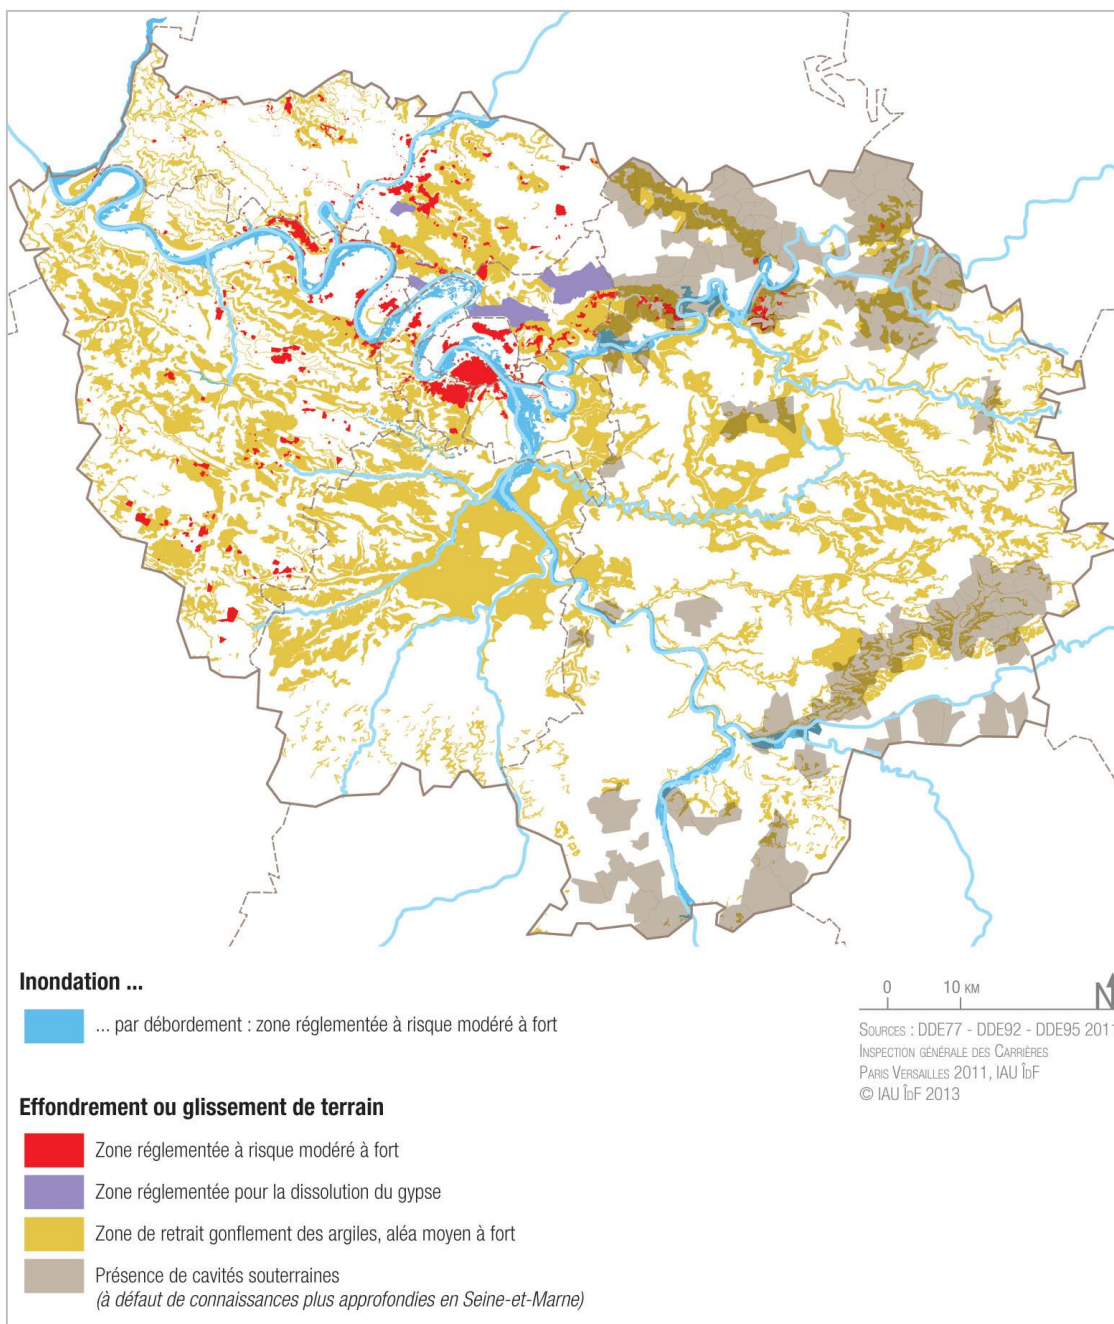 Inondation ...
... par débordement : zone réglementée à risque modéré à fort
0 10 KM
N
SOURCES : DDE77 - DDE92 - DDE95 2011
INSPECTION GÉNÉRALE DES CARRIÈRES
PARIS VERSAILLES 2011, IAU ÎDF
© IAU ÎDF 2013
Effondrement ou glissement de terrain
Zone réglementée à risque modéré à fort
Zone réglementée pour la dissolution du gypse
Zone de retrait gonflement des argiles, aléa moyen à fort
Présence de cavités souterraines
(à défaut de connaissances plus approfondies en Seine-et-Marne)